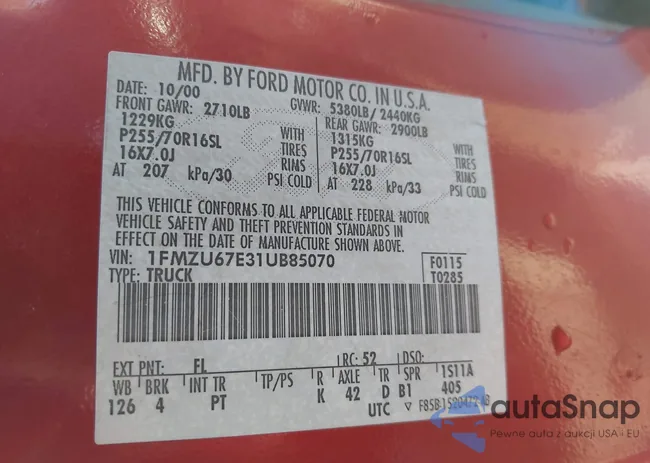 MFD. BY FORD MOTOR CO. IN U.S.A.
DATE: 10/00 GVWR: 5380LB/ 2440KG
FRONT GAWR: 2710LB REAR GAWR: 2900LB
1229KG WITH 1315KG WITH
P255/70R16SL TIRES P255/70R16SL TIRES
16X7.0J RIMS 16X7.0J RIMS
AT 207 kPa/30 PSI COLD AT 228 kPa/33 PSI COLD
THIS VEHICLE CONFORMS TO ALL APPLICABLE FEDERAL MOTOR
VEHICLE SAFETY AND THEFT PREVENTION STANDARDS IN
EFFECT ON THE DATE OF MANUFACTURE SHOWN ABOVE.
VIN: 1FMZU67E31UB85070 F0115
TYPE: TRUCK T0285
EXT PNT: FL RC: 52 DSO:
WB BRK INT TR TP/PS R AXLE TR SPR 1S11A
126 4 PT K 42 D B1 405
UTC
autaSnap
Pewne auta z aukcji USA i EU